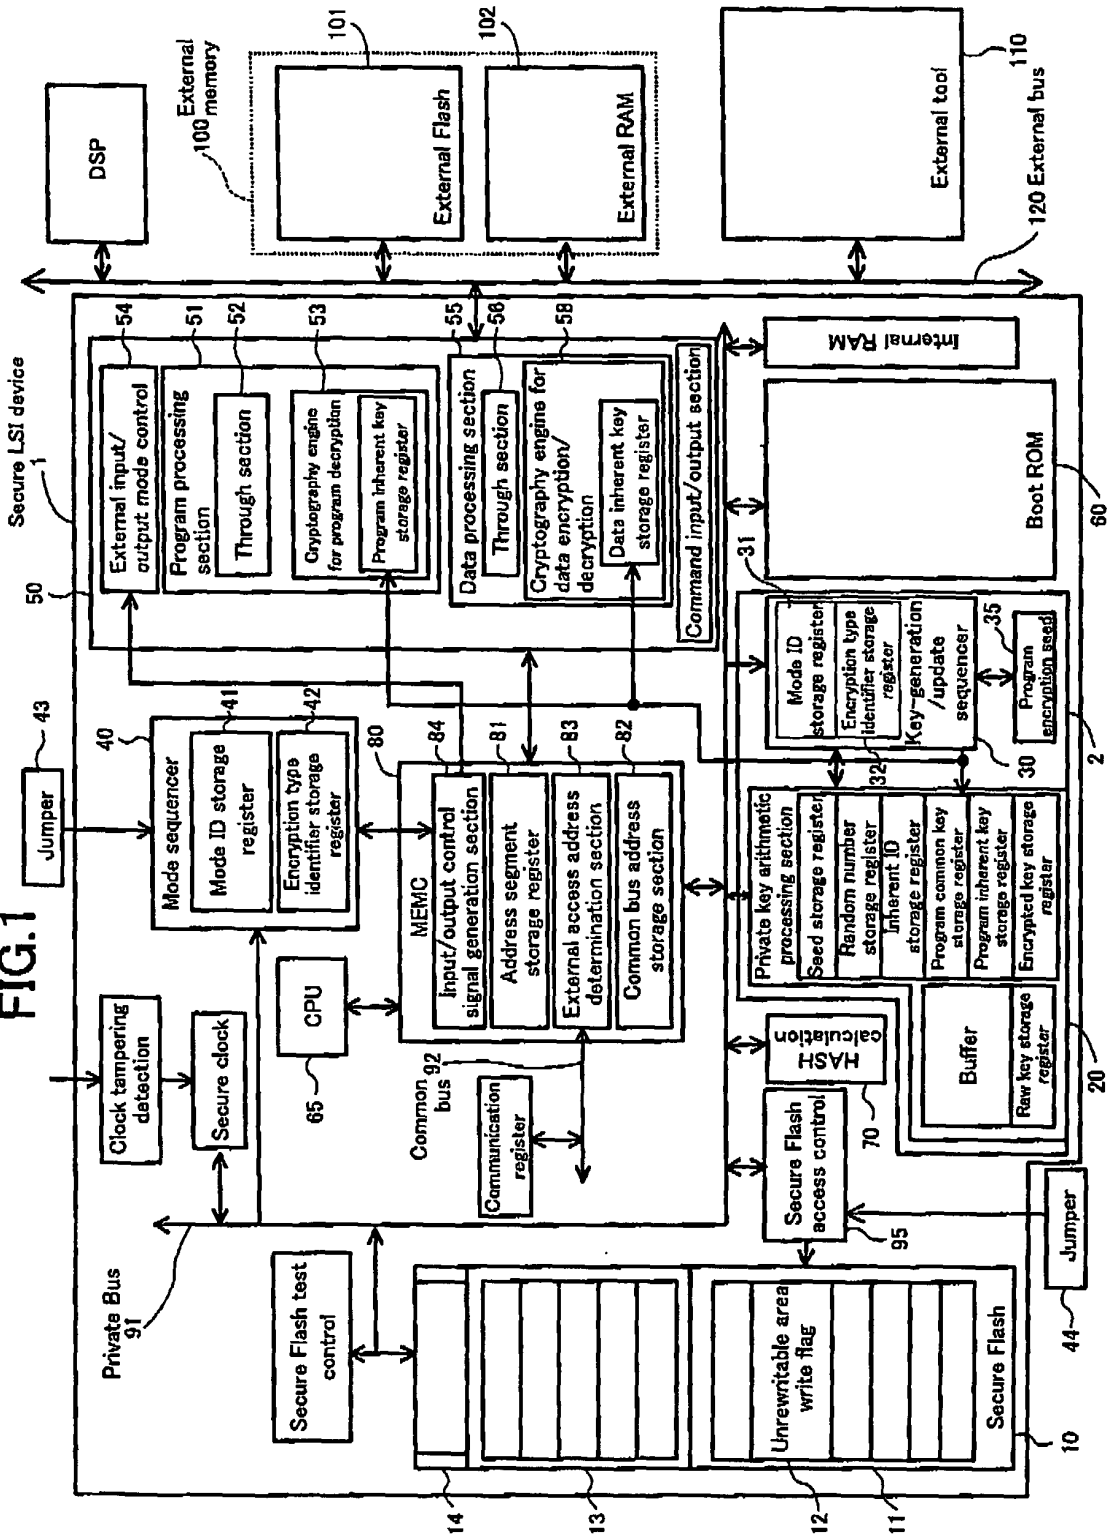 FIG.1
Secure LSI device
1
Jumper
43
DSP
External
memory
100
External Flash
101
External RAM
102
External tool
110
120 External bus
Clock tampering
detection
Secure clock
Private Bus
91
Mode sequencer
40
Mode ID storage
register
41
Encryption type
identifier storage
register
42
50
External input/
output mode control
54
Program processing
section
51
Through section
52
Cryptography engine
for program decryption
53
Program inherent key
storage register
Data processing section
55
Through section
56
Cryptography engine for
data encryption/
decryption
58
Data inherent key
storage register
Command input/output section
CPU
65
MEMC
80
Input/output control
signal generation section
84
Address segment
storage register
81
External access address
determination section
83
Common bus address
storage section
82
Common
bus
92
Communication
register
Secure Flash test
control
Internal RAM
Boot ROM
60
Mode ID
storage register
31
Encryption type
identifier storage
register
32
Key-generation
/update
sequencer
30
Program
encryption seed
35
2
Private key arithmetic
processing section
Seed storage register
Random number
storage register
Inherent ID
storage register
Program common key
storage register
Program inherent key
storage register
Encrypted key storage
register
Buffer
Raw key storage
register
20
HASH
calculation
70
Secure Flash
access control
95
Jumper
44
14
13
12
11
Unrewritable area
write flag
Secure Flash
10